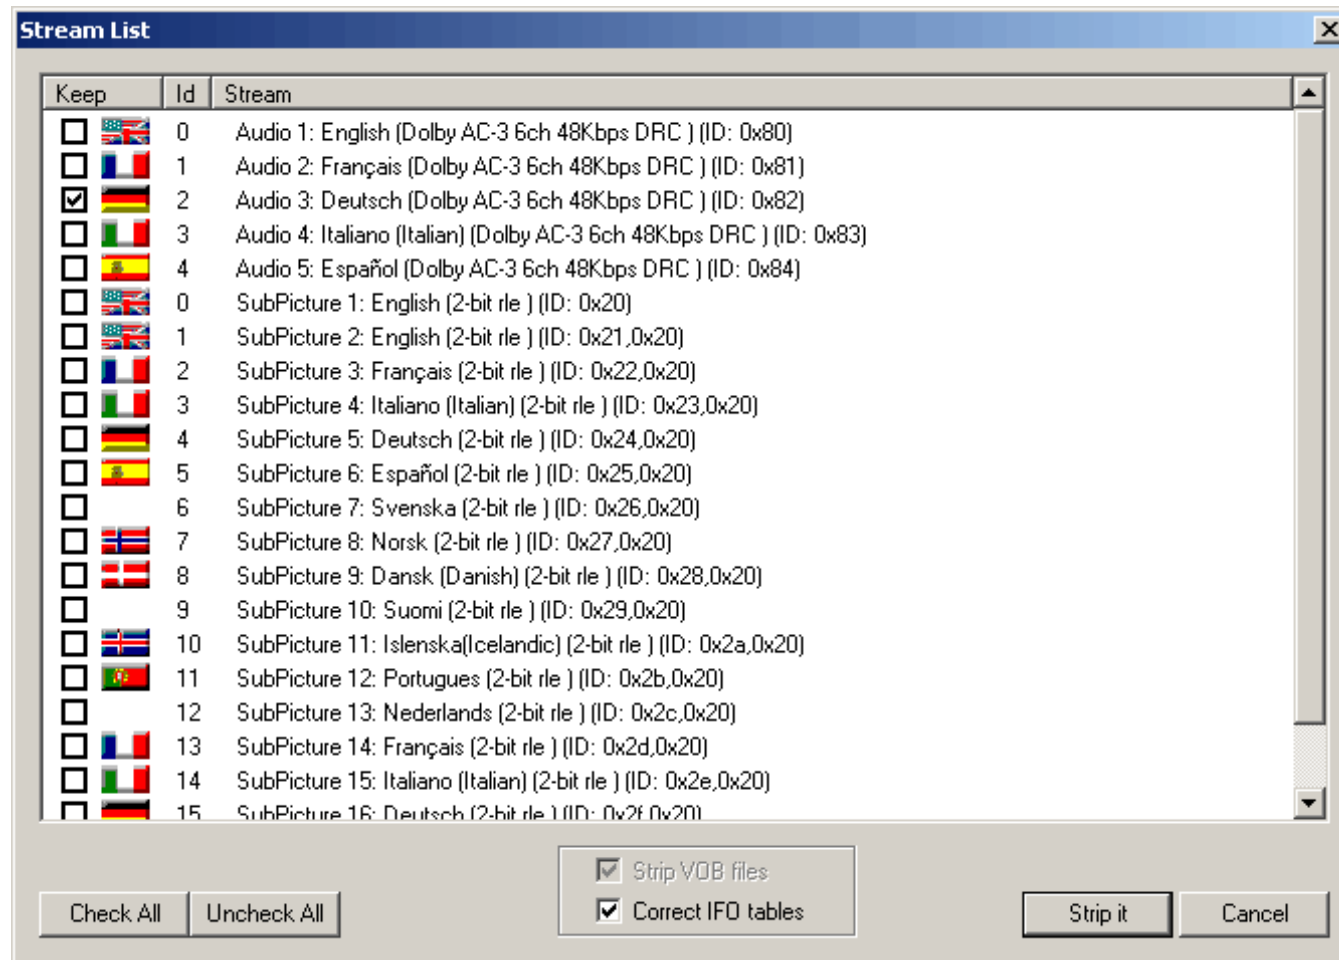 Stream List
Keep Id Stream
0 Audio 1: English (Dolby AC-3 6ch 48Kbps DRC ) (ID: 0x80)
1 Audio 2: Français (Dolby AC-3 6ch 48Kbps DRC ) (ID: 0x81)
2 Audio 3: Deutsch (Dolby AC-3 6ch 48Kbps DRC ) (ID: 0x82)
3 Audio 4: Italiano (Italian) (Dolby AC-3 6ch 48Kbps DRC ) (ID: 0x83)
4 Audio 5: Español (Dolby AC-3 6ch 48Kbps DRC ) (ID: 0x84)
0 SubPicture 1: English (2-bit rle ) (ID: 0x20)
1 SubPicture 2: English (2-bit rle ) (ID: 0x21,0x20)
2 SubPicture 3: Français (2-bit rle ) (ID: 0x22,0x20)
3 SubPicture 4: Italiano (Italian) (2-bit rle ) (ID: 0x23,0x20)
4 SubPicture 5: Deutsch (2-bit rle ) (ID: 0x24,0x20)
5 SubPicture 6: Español (2-bit rle ) (ID: 0x25,0x20)
6 SubPicture 7: Svenska (2-bit rle ) (ID: 0x26,0x20)
7 SubPicture 8: Norsk (2-bit rle ) (ID: 0x27,0x20)
8 SubPicture 9: Dansk (Danish) (2-bit rle ) (ID: 0x28,0x20)
9 SubPicture 10: Suomi (2-bit rle ) (ID: 0x29,0x20)
10 SubPicture 11: Islenska(Icelandic) (2-bit rle ) (ID: 0x2a,0x20)
11 SubPicture 12: Portugues (2-bit rle ) (ID: 0x2b,0x20)
12 SubPicture 13: Nederlands (2-bit rle ) (ID: 0x2c,0x20)
13 SubPicture 14: Français (2-bit rle ) (ID: 0x2d,0x20)
14 SubPicture 15: Italiano (Italian) (2-bit rle ) (ID: 0x2e,0x20)
15 SubPicture 16: Deutsch (2-bit rle ) (ID: 0x2f,0x20)
Strip VOB files
Check All Uncheck All Correct IFO tables Strip it Cancel